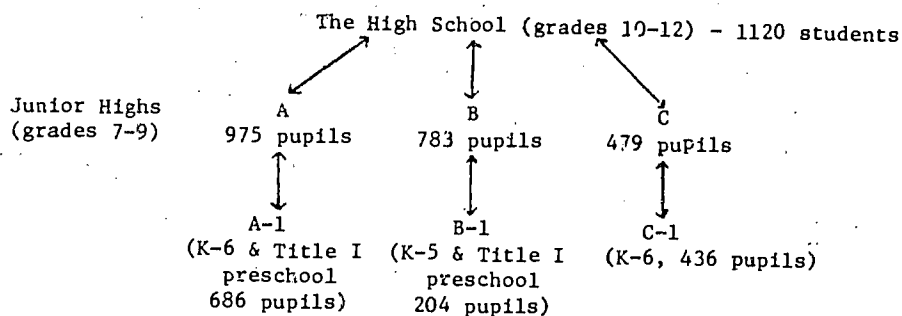 The High School (grades 10-12) - 1120 students
Junior Highs
(grades 7-9)
A
975 pupils
B
783 pupils
C
479 pupils
A-1
(K-6 & Title I
preschool
686 pupils)
B-1
(K-5 & Title I
preschool
204 pupils)
C-1
(K-6, 436 pupils)